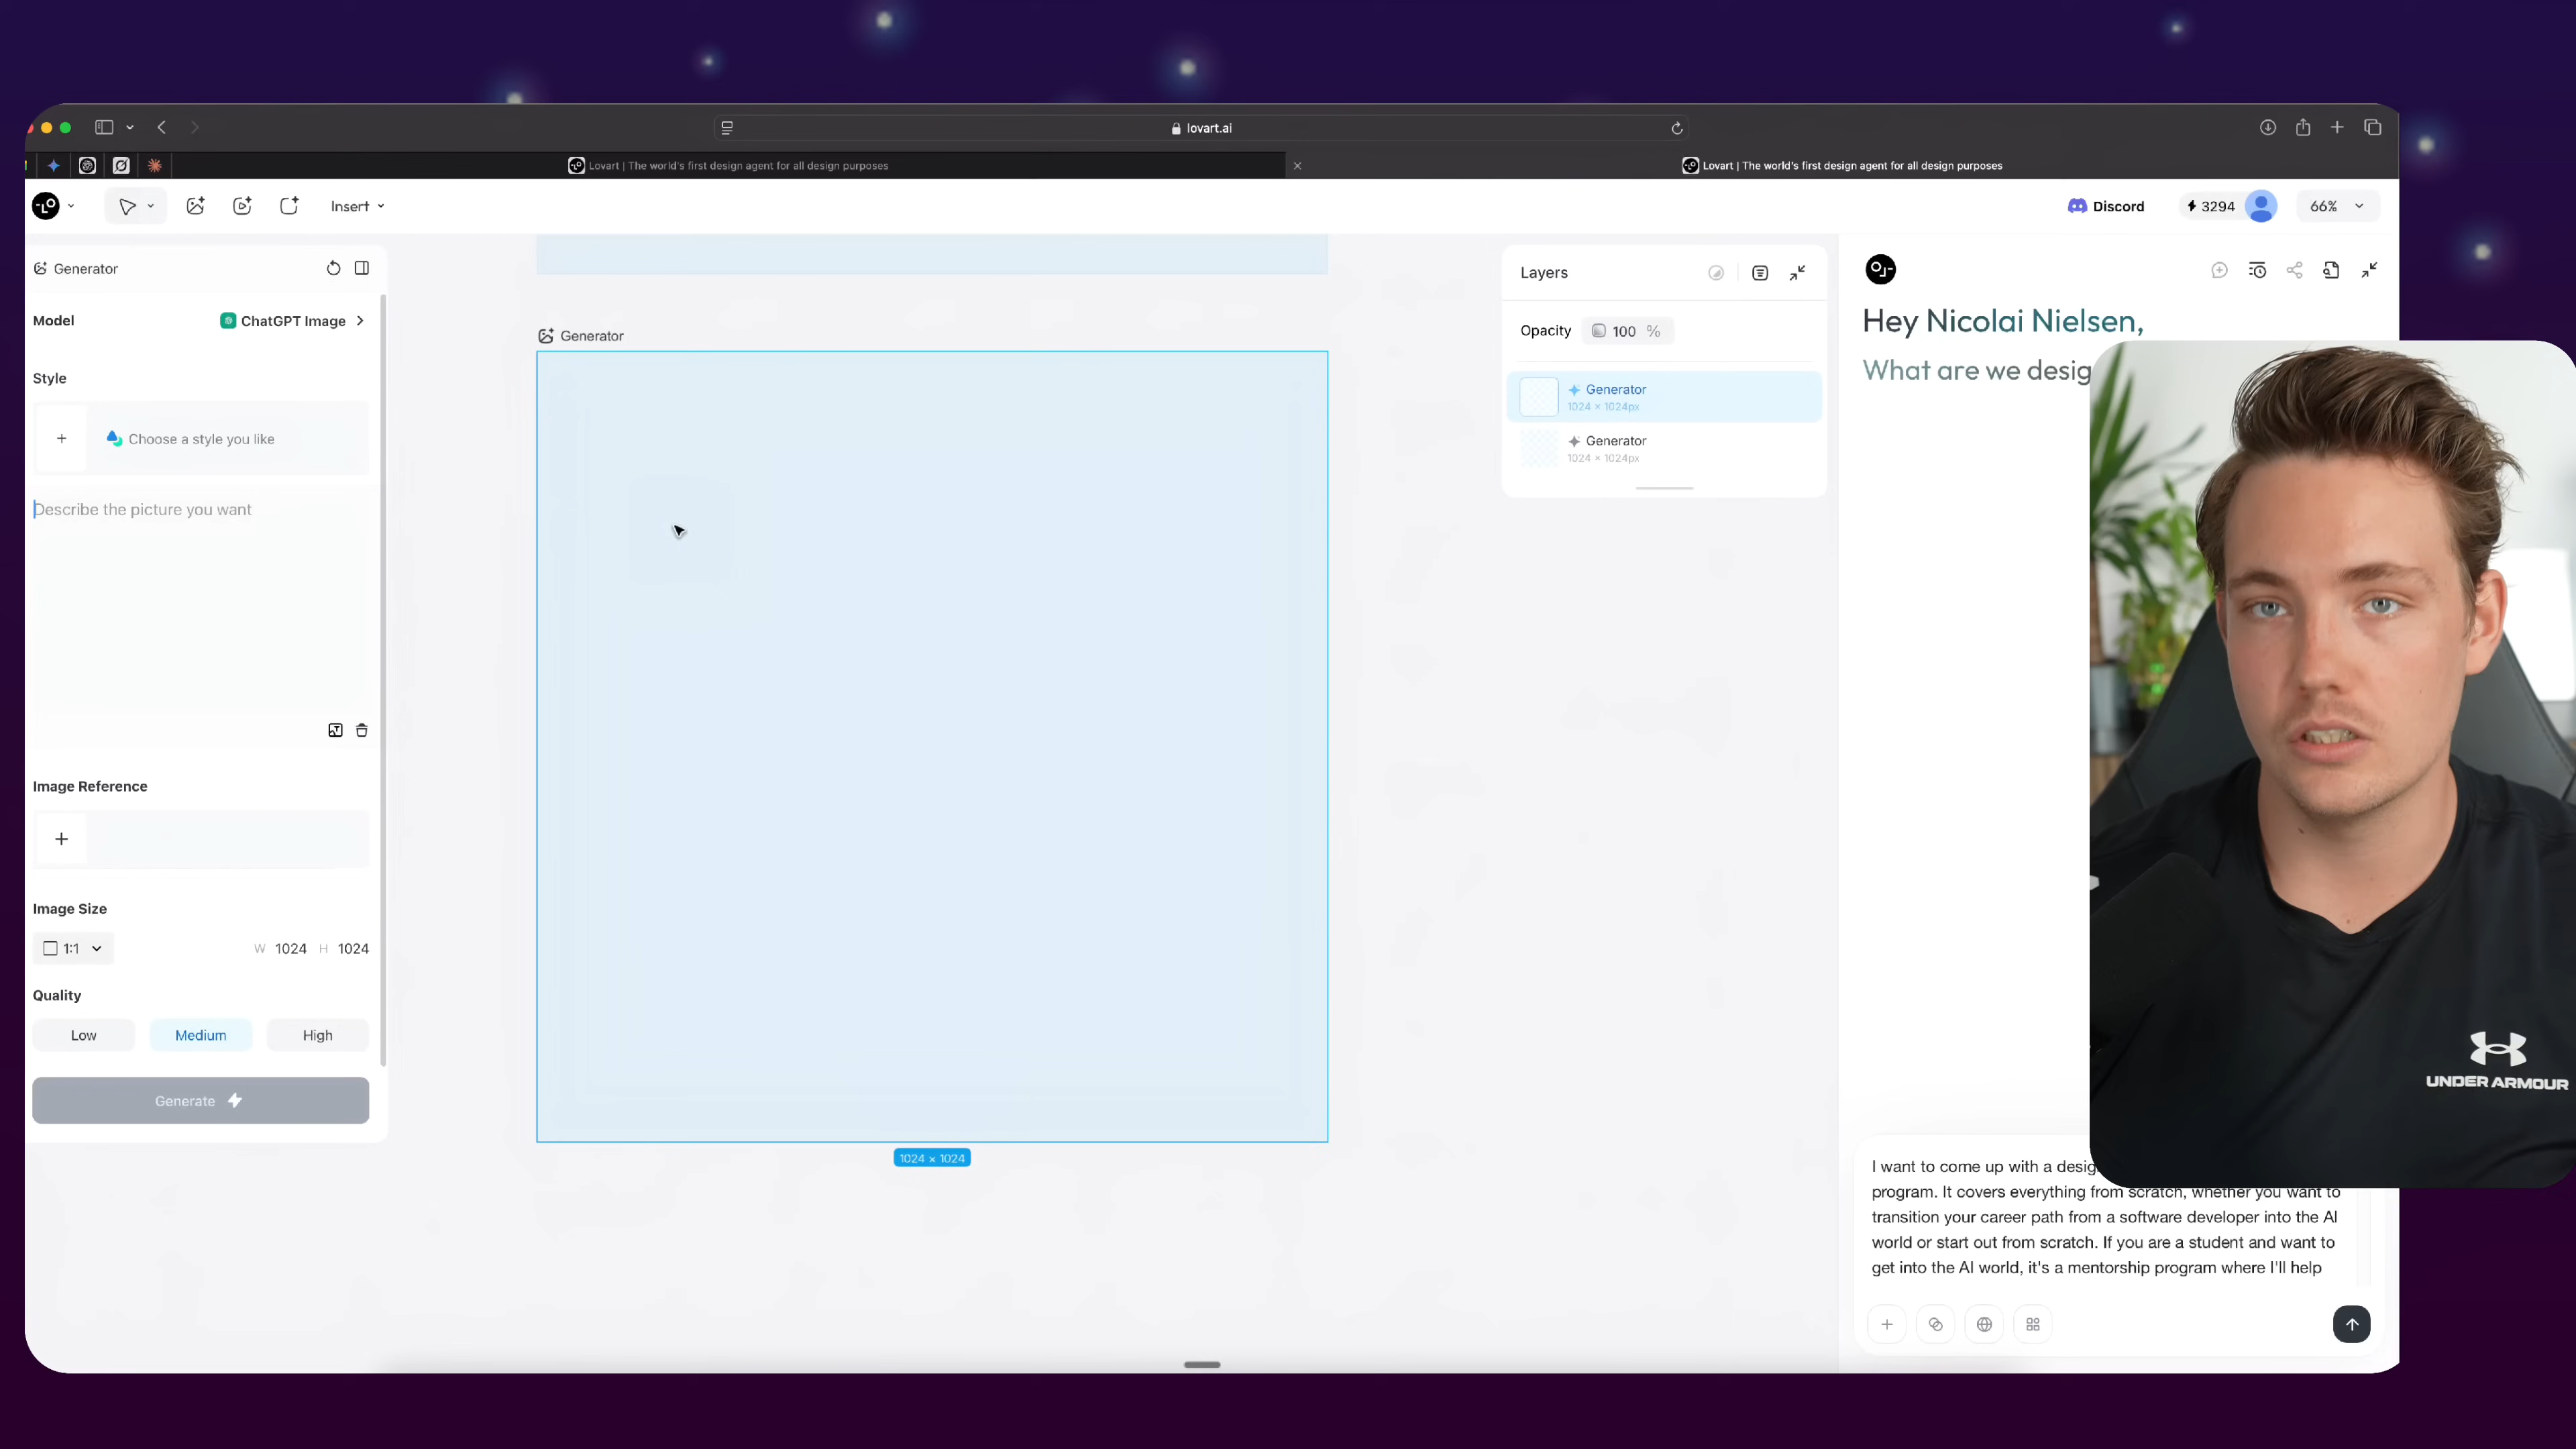 lovart.ai
Lovart | The world's first design agent for all design purposes
Lovart | The world's first design agent for all design purposes
Insert
Discord
3294
66%
Generator
Model
ChatGPT Image
Style
Choose a style you like
Describe the picture you want
Image Reference
Image Size
1:1
W 1024 H 1024
Quality
Low
Medium
High
Generate
Generator
1024 × 1024
Layers
Opacity
100 %
Generator
1024 × 1024px
Generator
1024 × 1024px
Hey Nicolai Nielsen,
What are we desig
I want to come up with a desig
program. It covers everything from scratch, whether you want to
transition your career path from a software developer into the AI
world or start out from scratch. If you are a student and want to
get into the AI world, it's a mentorship program where I'll help
UNDER ARMOUR